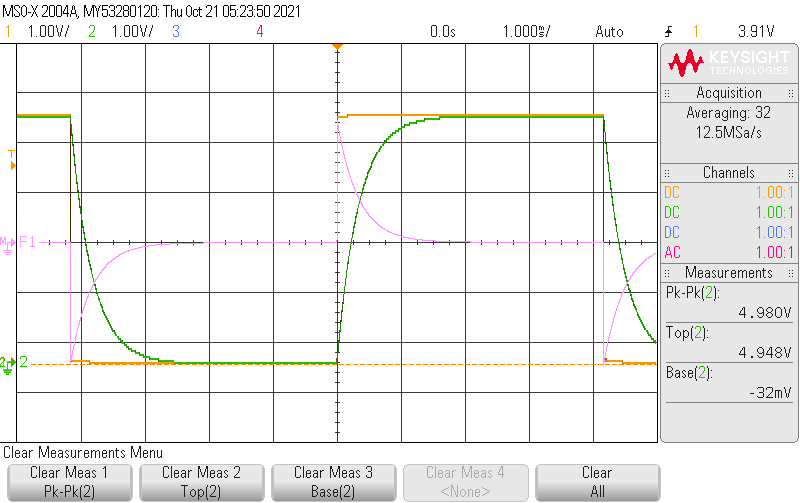 MSO-X 2004A, MY53280120: Thu Oct 21 05:23:50 2021
1 1.00V/ 2 1.00V/ 3 4 0.0s 1.000ms/ Auto 1 3.91V
KEYSIGHT
TECHNOLOGIES
Acquisition
Averaging: 32
12.5MSa/s
Channels
DC 1.00:1
DC 1.00:1
DC 1.00:1
AC 1.00:1
Measurements
Pk-Pk(2):
4.980V
Top(2):
4.948V
Base(2):
-32mV
T
M F1
2 2
Clear Measurements Menu
Clear Meas 1
Pk-Pk(2)
Clear Meas 2
Top(2)
Clear Meas 3
Base(2)
Clear Meas 4
<None>
Clear
All